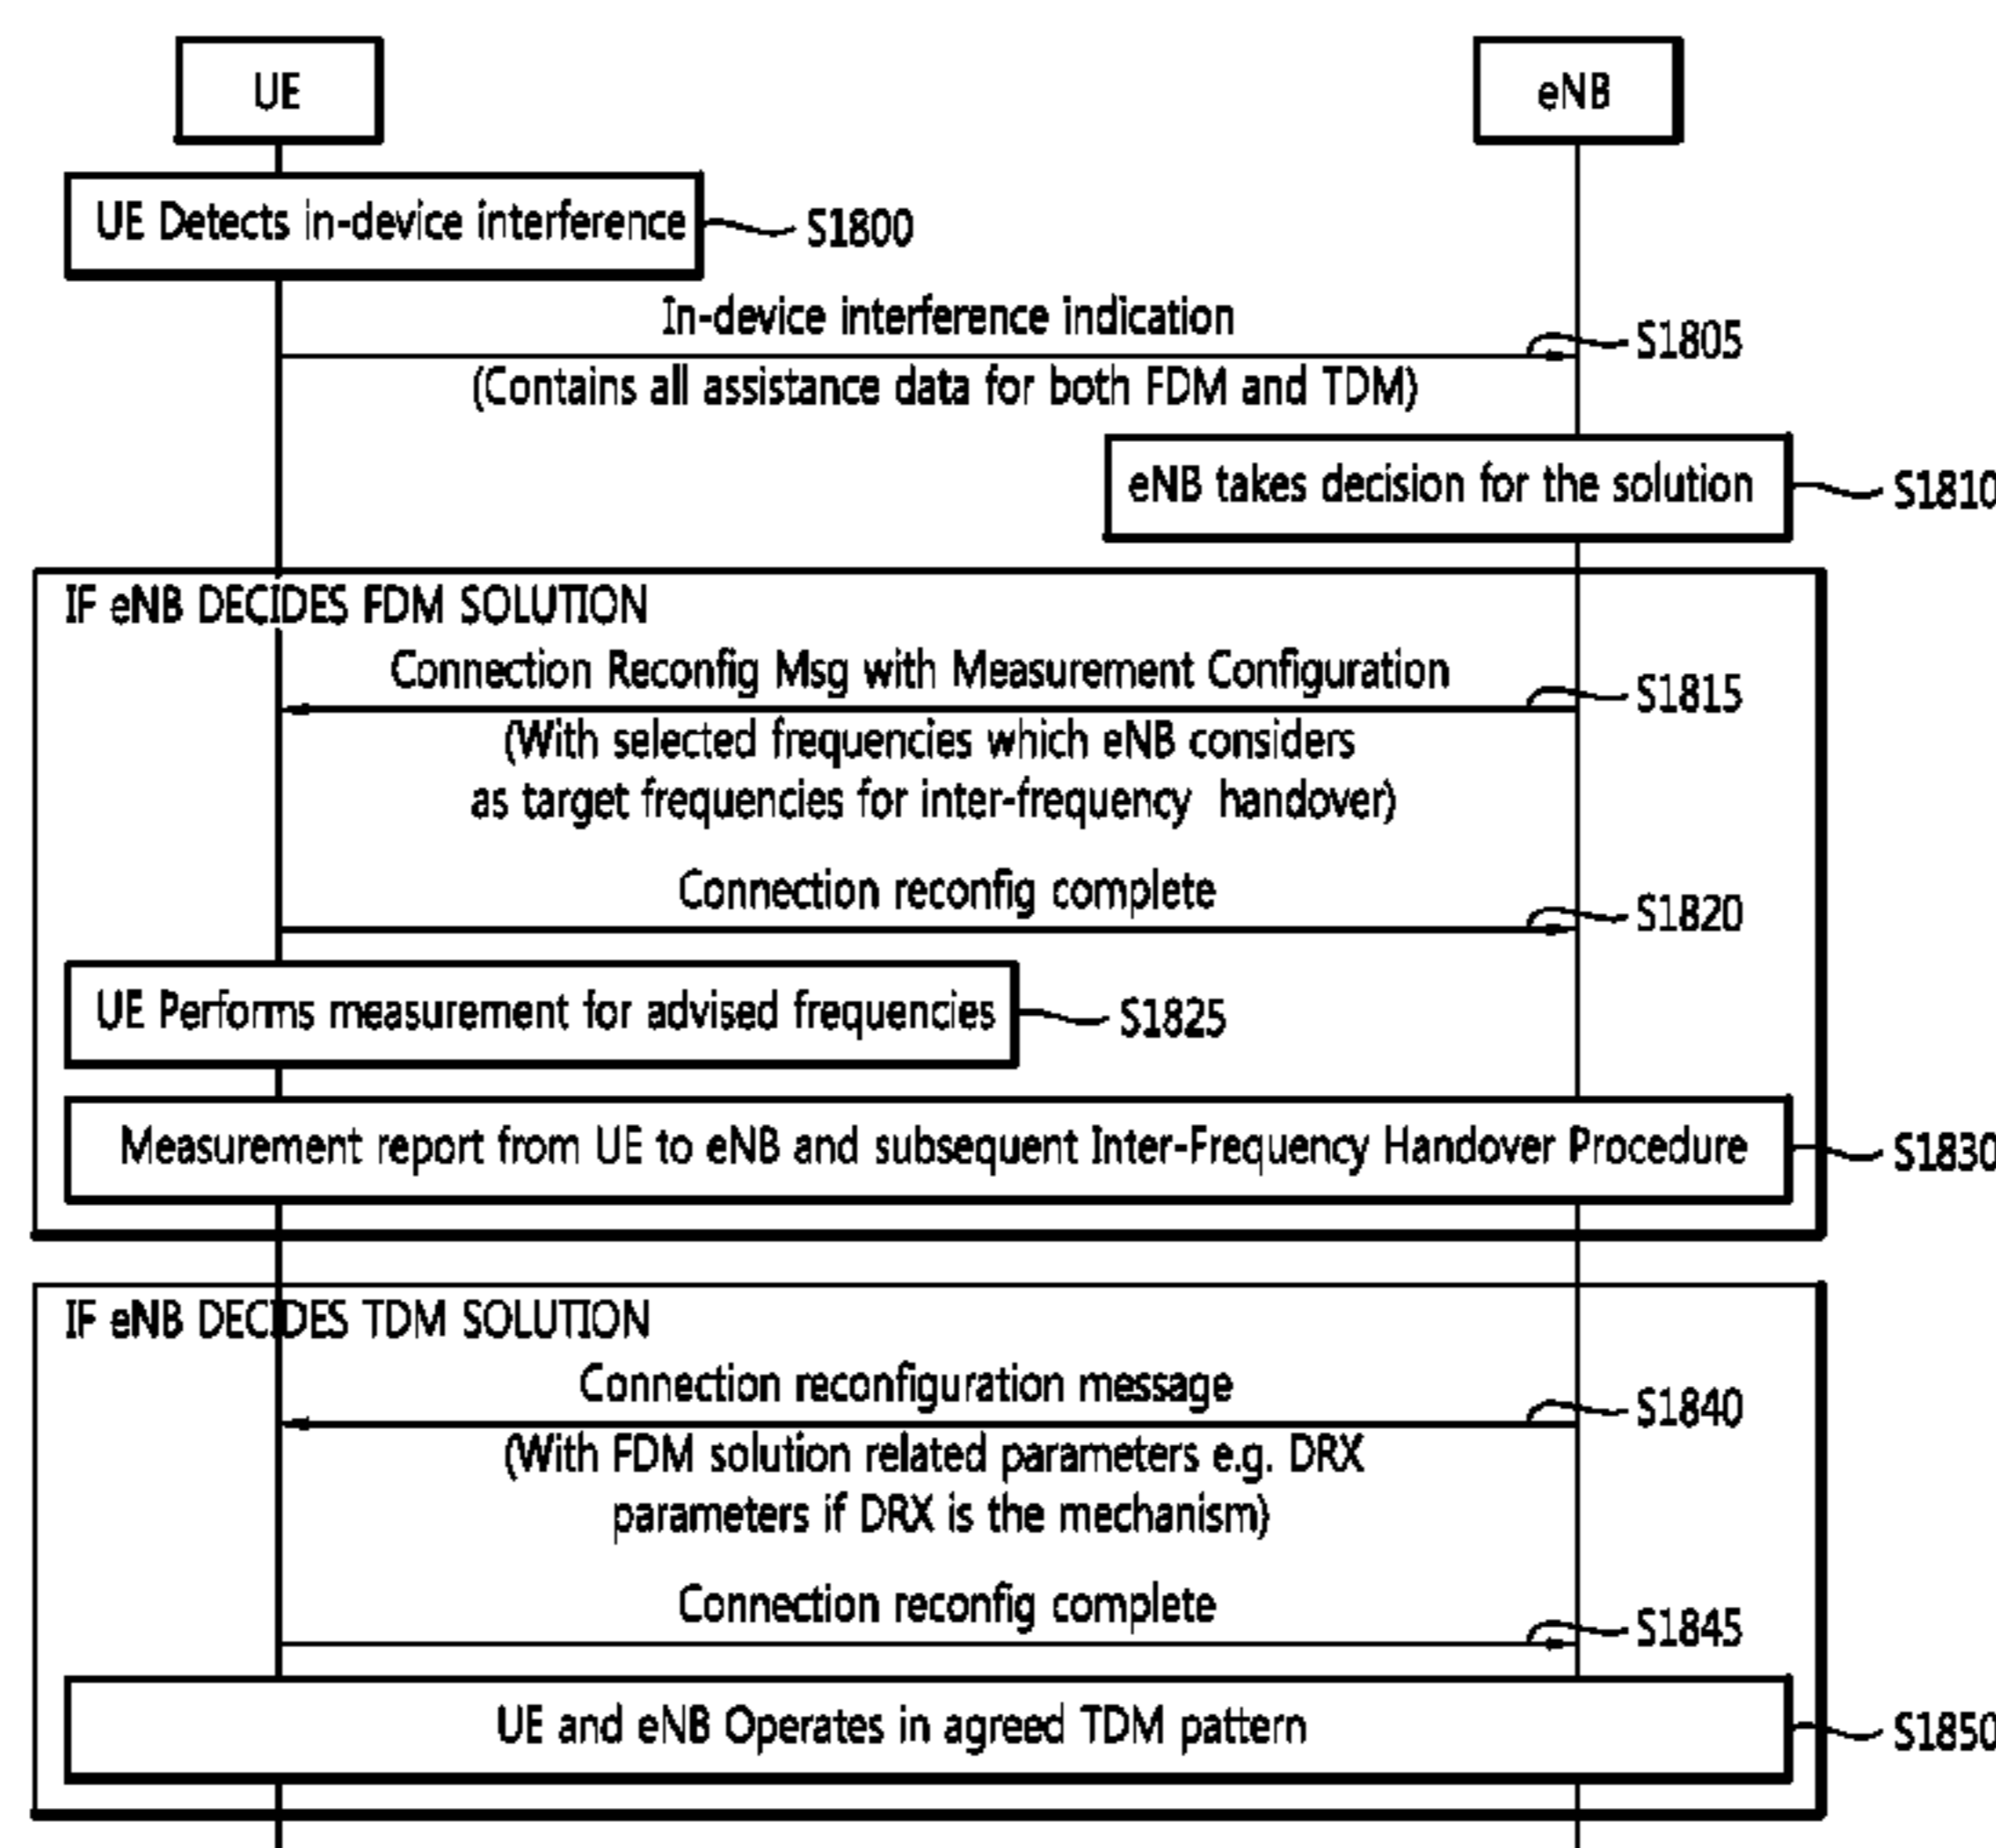 UE
eNB
UE Detects in-device interference
S1800
In-device interference indication
S1805
(Contains all assistance data for both FDM and TDM)
eNB takes decision for the solution
S1810
IF eNB DECIDES FDM SOLUTION
Connection Reconfig Msg with Measurement Configuration
S1815
(With selected frequencies which eNB considers
as target frequencies for inter-frequency handover)
Connection reconfig complete
S1820
UE Performs measurement for advised frequencies
S1825
Measurement report from UE to eNB and subsequent Inter-Frequency Handover Procedure
S1830
IF eNB DECIDES TDM SOLUTION
Connection reconfiguration message
S1840
(With FDM solution related parameters e.g. DRX
parameters if DRX is the mechanism)
Connection reconfig complete
S1845
UE and eNB Operates in agreed TDM pattern
S1850